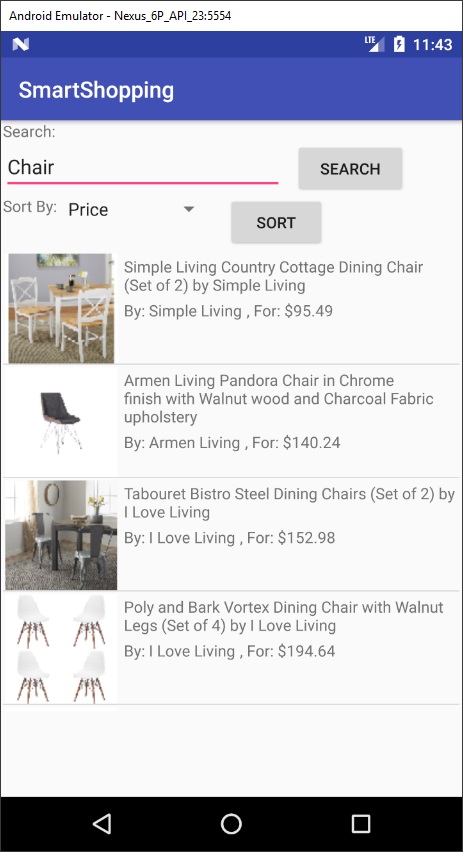 Android Emulator - Nexus_6P_API_23:5554
LTE 11:43
SmartShopping
Search:
Chair SEARCH
Sort By: Price SORT
Simple Living Country Cottage Dining Chair
(Set of 2) by Simple Living
By: Simple Living , For: $95.49
Armen Living Pandora Chair in Chrome
finish with Walnut wood and Charcoal Fabric
upholstery
By: Armen Living , For: $140.24
Tabouret Bistro Steel Dining Chairs (Set of 2) by
I Love Living
By: I Love Living , For: $152.98
Poly and Bark Vortex Dining Chair with Walnut
Legs (Set of 4) by I Love Living
By: I Love Living , For: $194.64